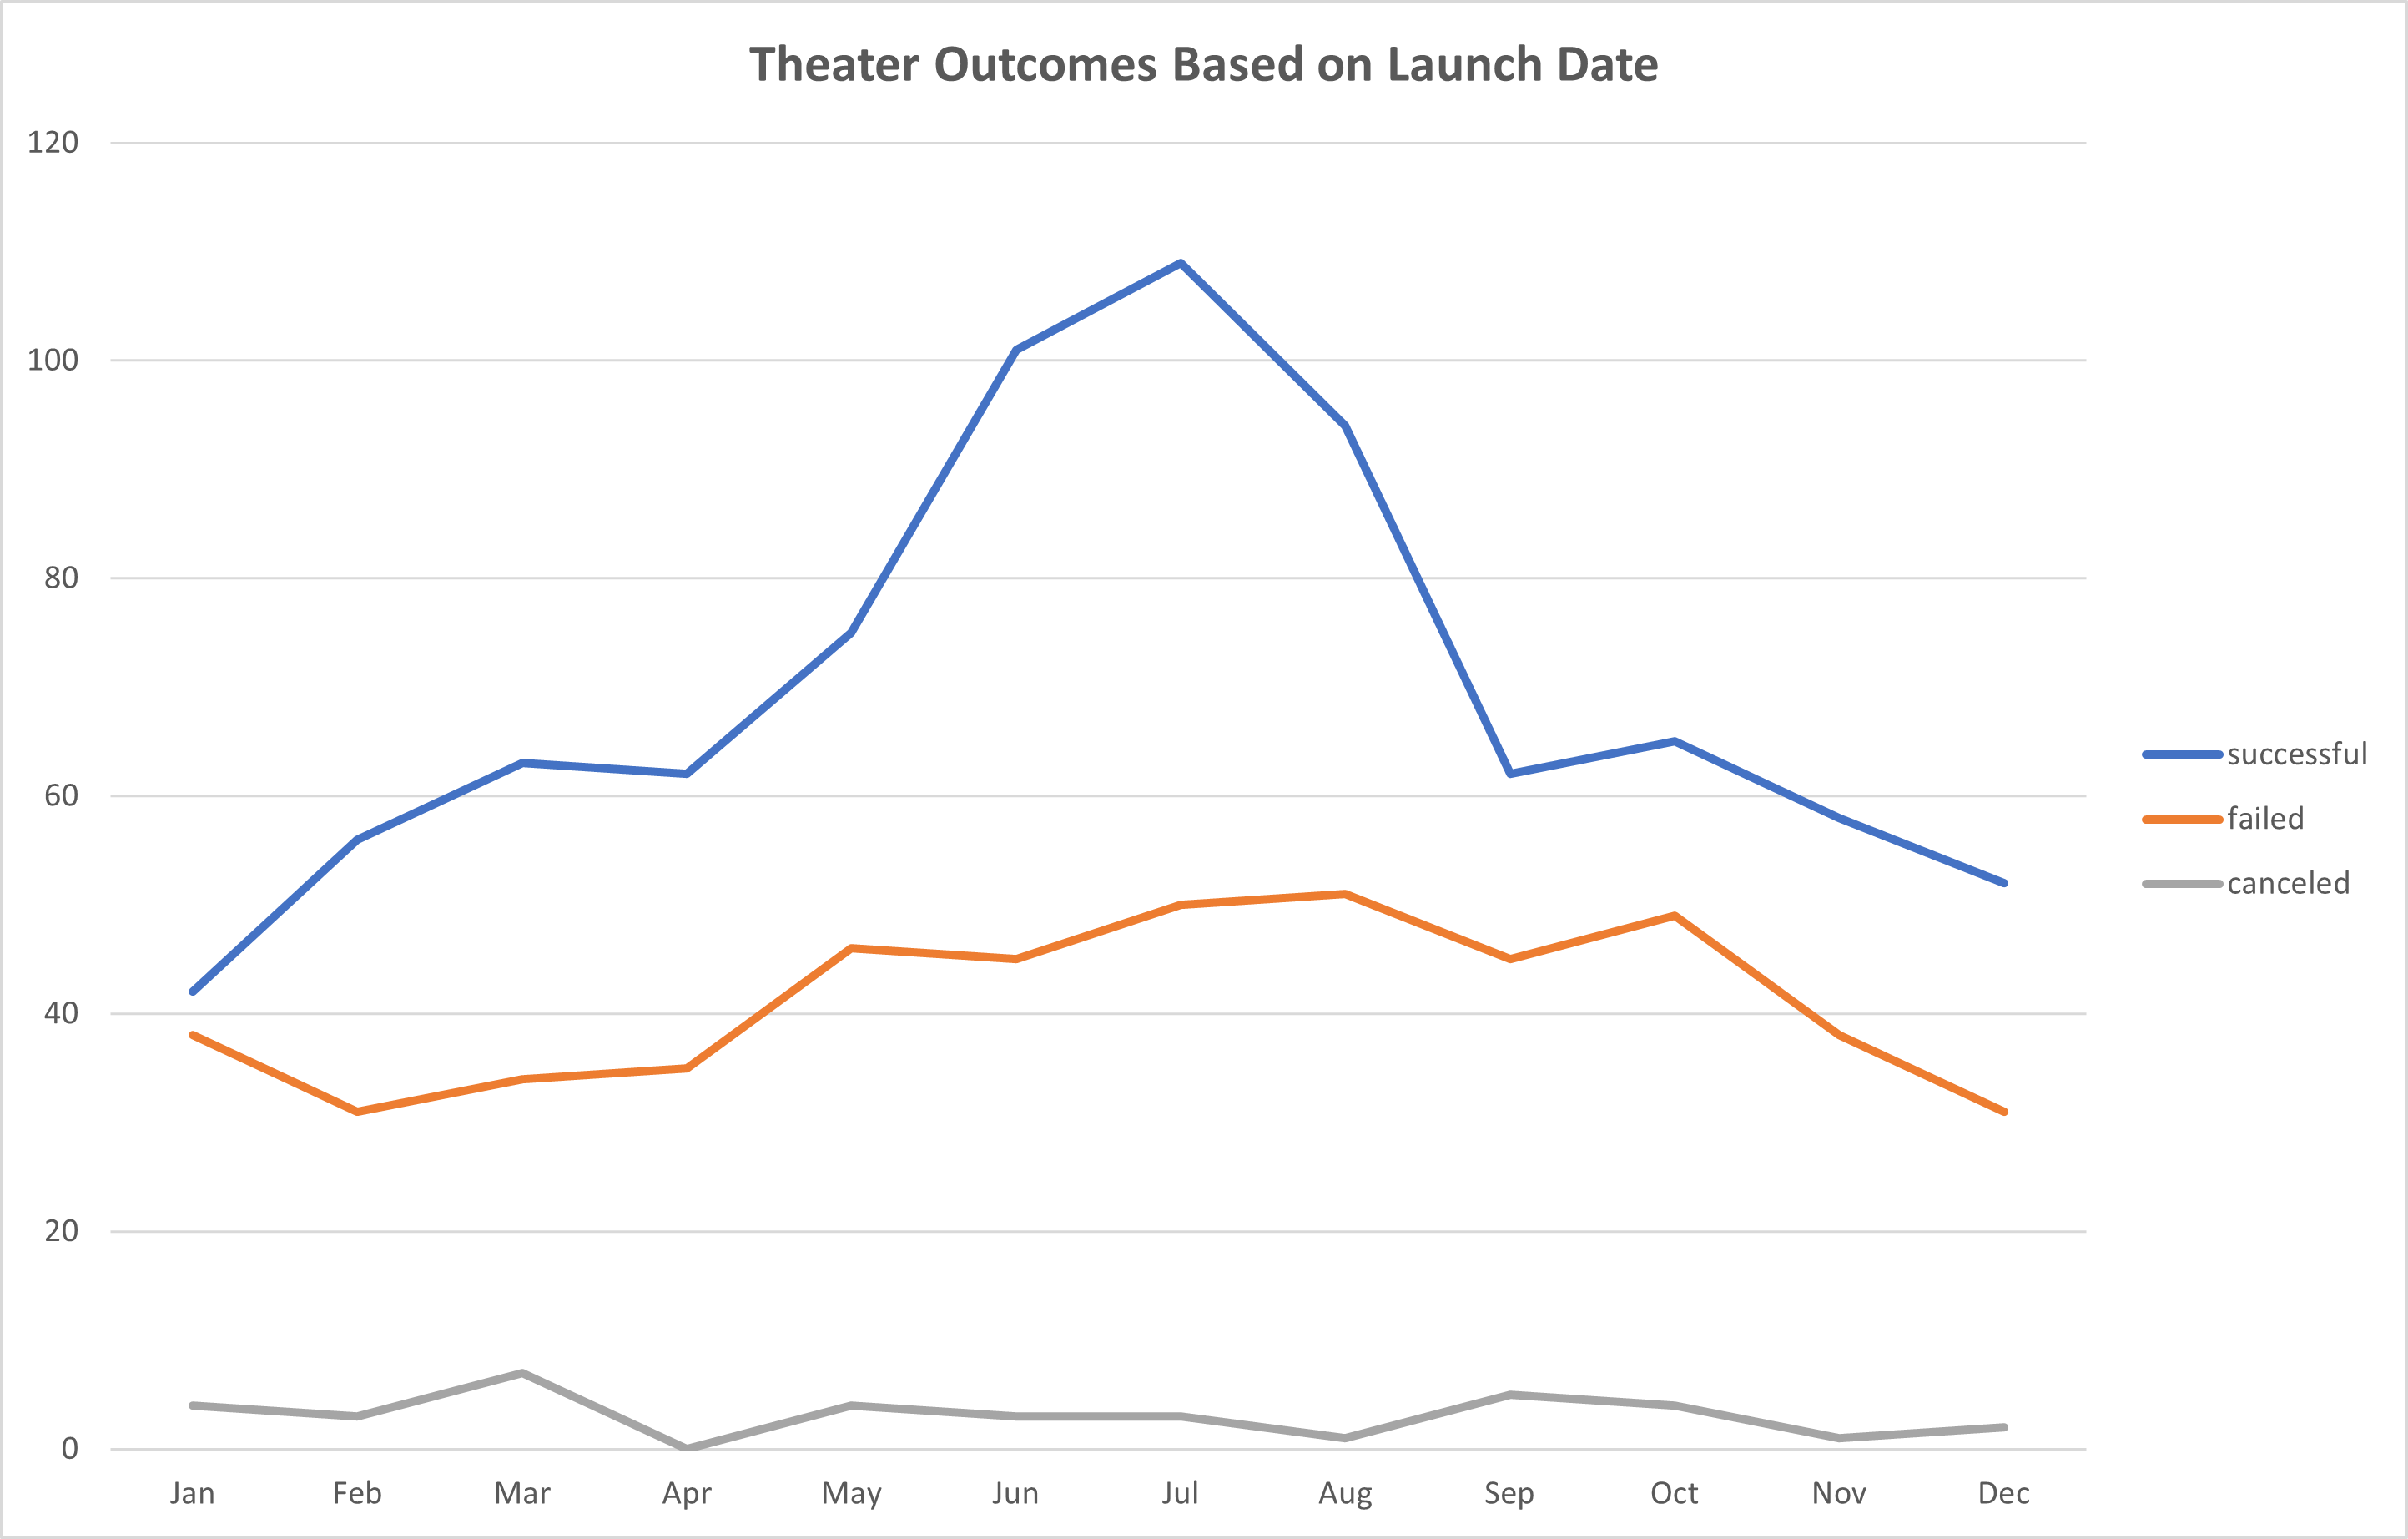 Theater Outcomes Based on Launch Date
120
100
80
60
40
20
0
Jan Feb Mar Apr May Jun Jul Aug Sep Oct Nov Dec
successful
failed
canceled